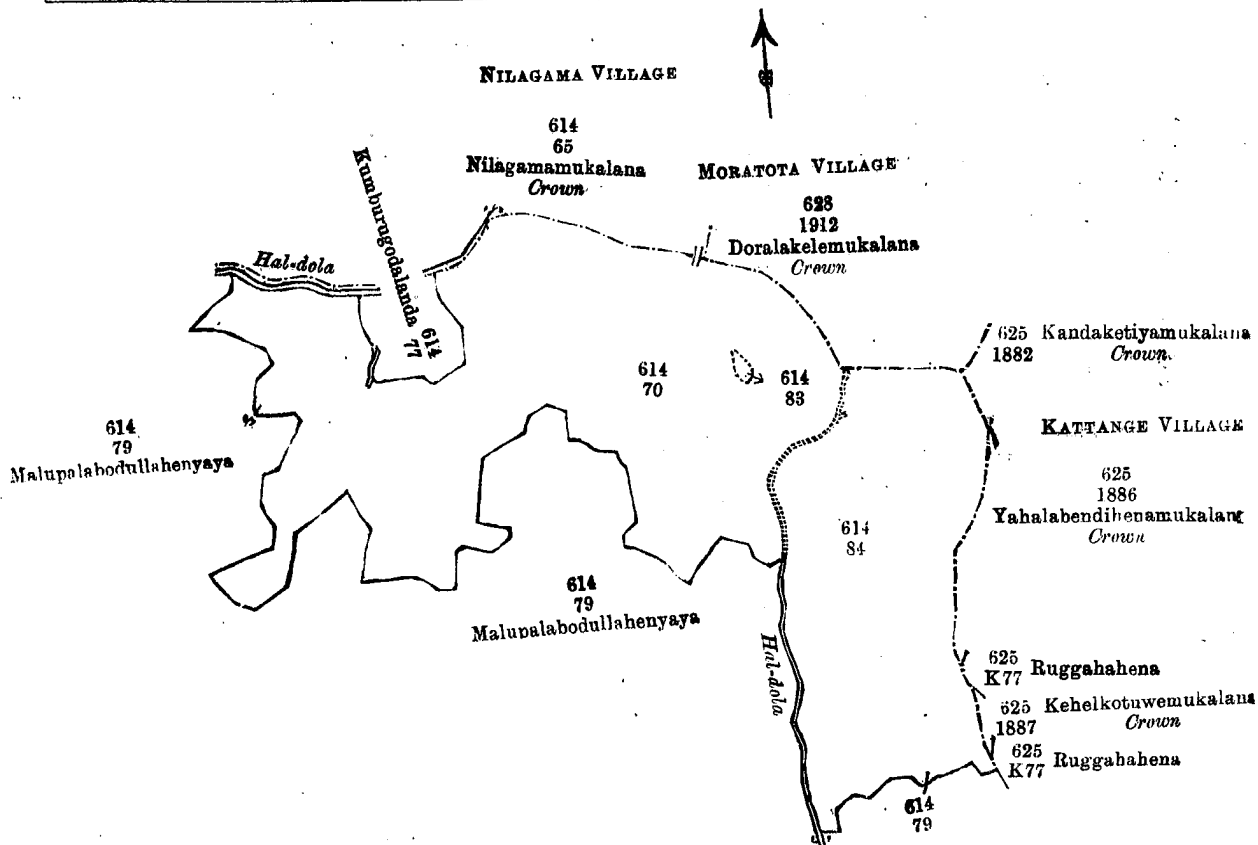 NILAGAMA VILLAGE
614
65
Nilagamamukalana
Crown
MORATOTA VILLAGE
628
1912
Doralakelemukalana
Crown
Kumburugodalanda 614
77
Hal-dola
625 Kandaketiyamukalana
1882 Crown
614
70
614
83
KATTANGE VILLAGE
614
79
Malupalabodullahenyaya
625
1886
Yahalabendihenamukalana
Crown
614
84
614
79
Malupalabodullahenyaya
Hal-dola
625 Ruggahahena
K77
625 Kehelkotuwemukalana
1887 Crown
625 Ruggahahena
K77
614
79